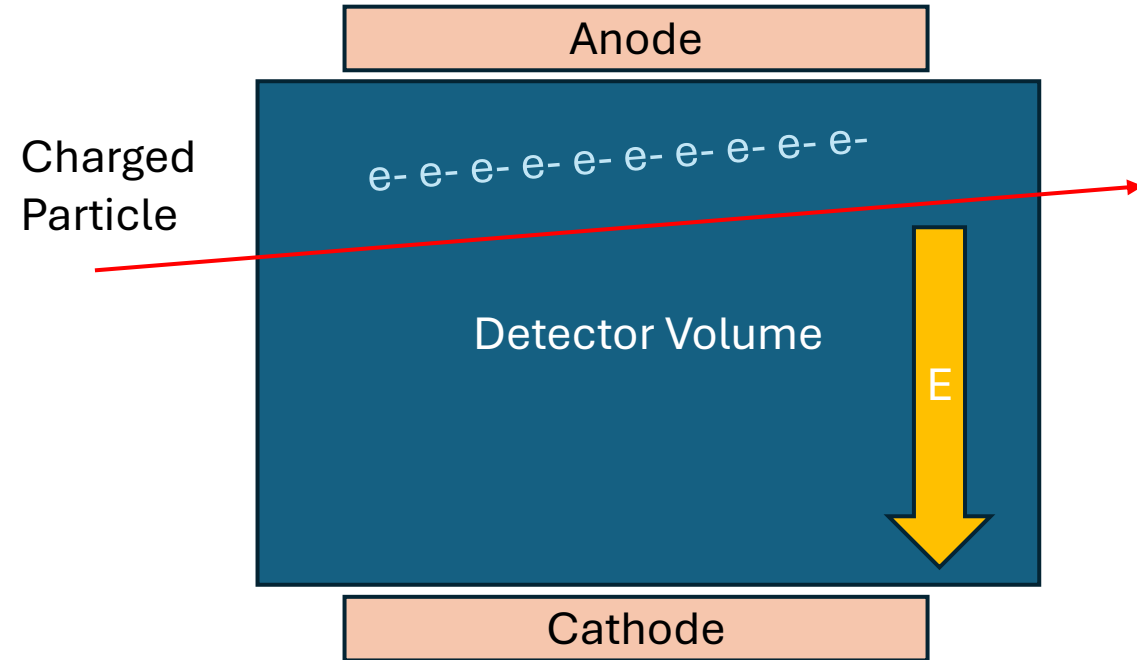 Anode
Charged
Particle
e- e- e- e- e- e- e- e- e- e-
Detector Volume
E
Cathode